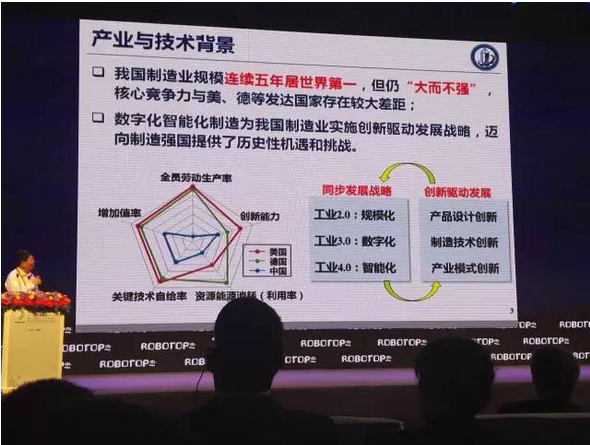 产业与技术背景
❑ 我国制造业规模连续五年居世界第一，但仍“大而不强”，
核心竞争力与美、德等发达国家存在较大差距；
❑ 数字化智能化制造为我国制造业实施创新驱动发展战略，迈
向制造强国提供了历史性机遇和挑战。
全员劳动生产率
增加值率
创新能力
美国
德国
中国
关键技术自给率
资源能源消耗（利用率）
同步发展战略
创新驱动发展
工业2.0：规模化
产品设计创新
工业3.0：数字化
制造技术创新
工业4.0：智能化
产业模式创新
3
ROBOTOP
ROBOTOP
ROBOTOP
ROBOTOP
ROBOTOP
ROBOTOP